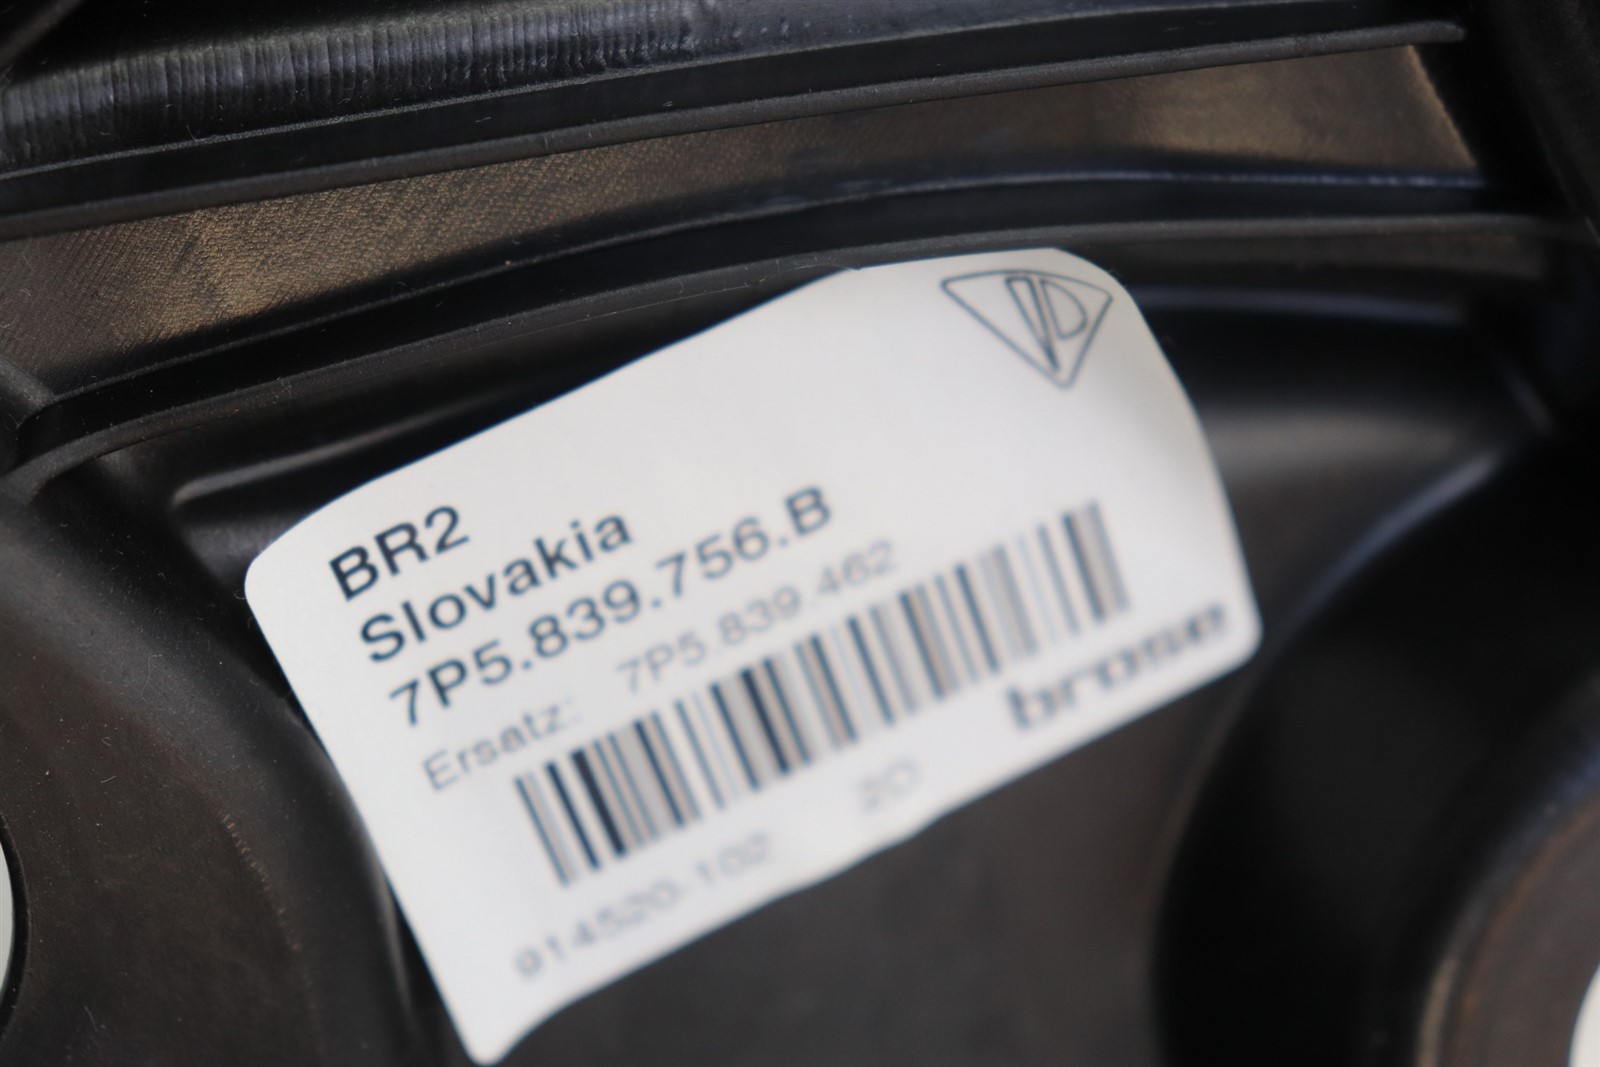 BR2
Slovakia
7P5.839.756.B
Ersatz: 7P5.839.462
brose
914520-102 20